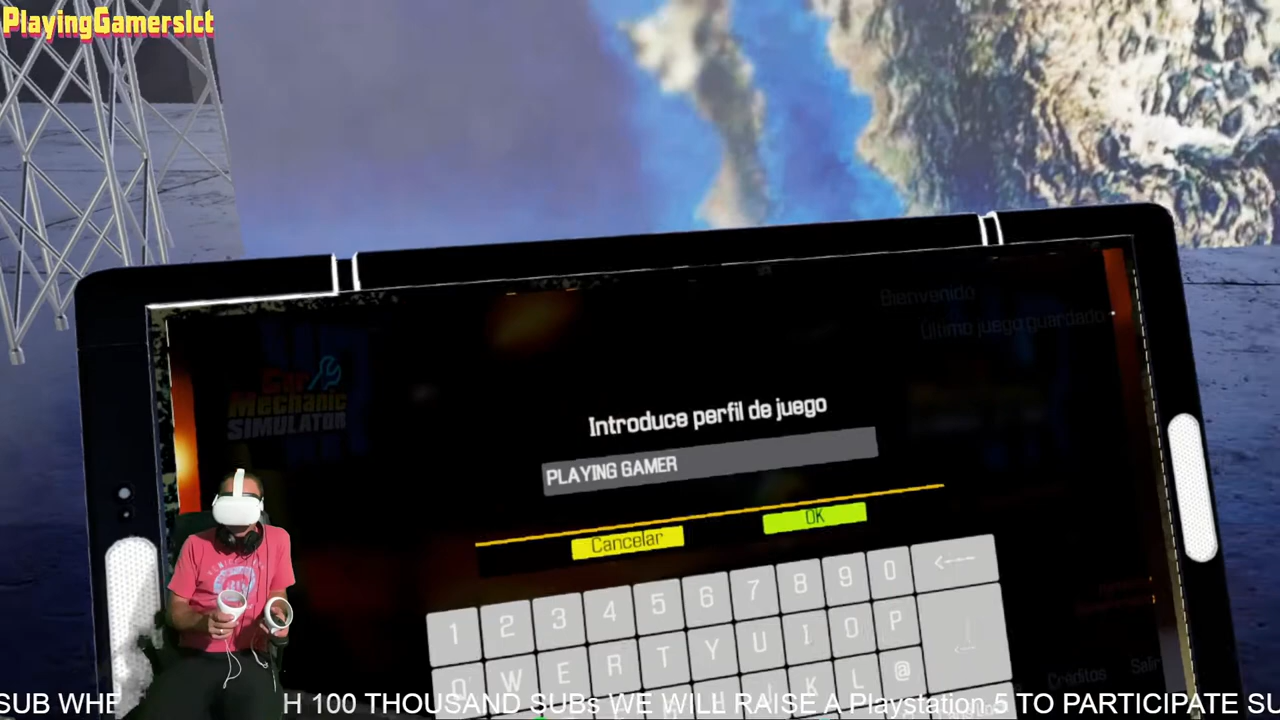 PlayingGamersIct
Bienvenido
Ultimo juego guardado
Car
Mechanic
SIMULATOR
Introduce perfil de juego
PLAYING GAMER
Cancelar
OK
1 2 3 4 5 6 7 8 9 0 <----
Q W E R T Y U I O P
K L @
Créditos
Salir
SUB WHE H 100 THOUSAND SUBs WE WILL RAISE A Playstation 5 TO PARTICIPATE SU